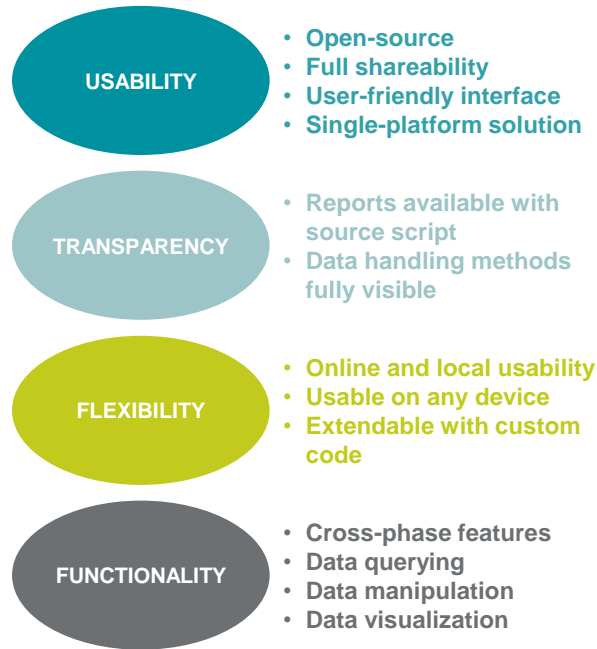 USABILITY
• Open-source
• Full shareability
• User-friendly interface
• Single-platform solution
TRANSPARENCY
• Reports available with
source script
• Data handling methods
fully visible
FLEXIBILITY
• Online and local usability
• Usable on any device
• Extendable with custom
code
FUNCTIONALITY
• Cross-phase features
• Data querying
• Data manipulation
• Data visualization